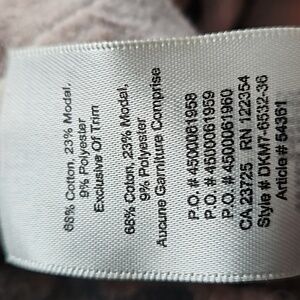 68% Cotton, 23% Modal,
9% Polyester
Exclusive Of Trim
68% Coton, 23% Modal,
9% Polyester
Aucune Garniture Comprise
P.O. # 4500061958
P.O. # 4500061959
P.O. # 4500061960
CA 23725 RN 122354
Style # DKM7-6532-36
Article # 54361